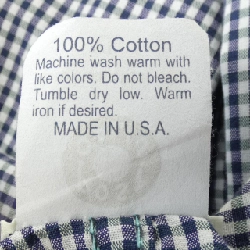 100% Cotton
Machine wash warm with
like colors. Do not bleach.
Tumble dry low. Warm
iron if desired.
MADE IN U.S.A.